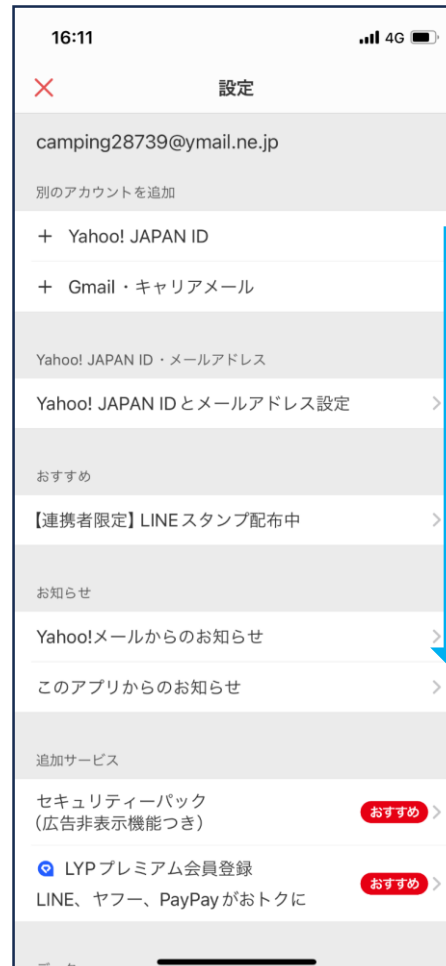 16:11
4G
設定
camping28739@ymail.ne.jp
別のアカウントを追加
+ Yahoo! JAPAN ID
+ Gmail・キャリアメール
Yahoo! JAPAN ID・メールアドレス
Yahoo! JAPAN IDとメールアドレス設定
おすすめ
【連携者限定】LINEスタンプ配布中
お知らせ
Yahoo!メールからのお知らせ
このアプリからのお知らせ
追加サービス
セキュリティーパック
(広告非表示機能つき)
おすすめ
LYPプレミアム会員登録
LINE、ヤフー、PayPayがおトクに
おすすめ